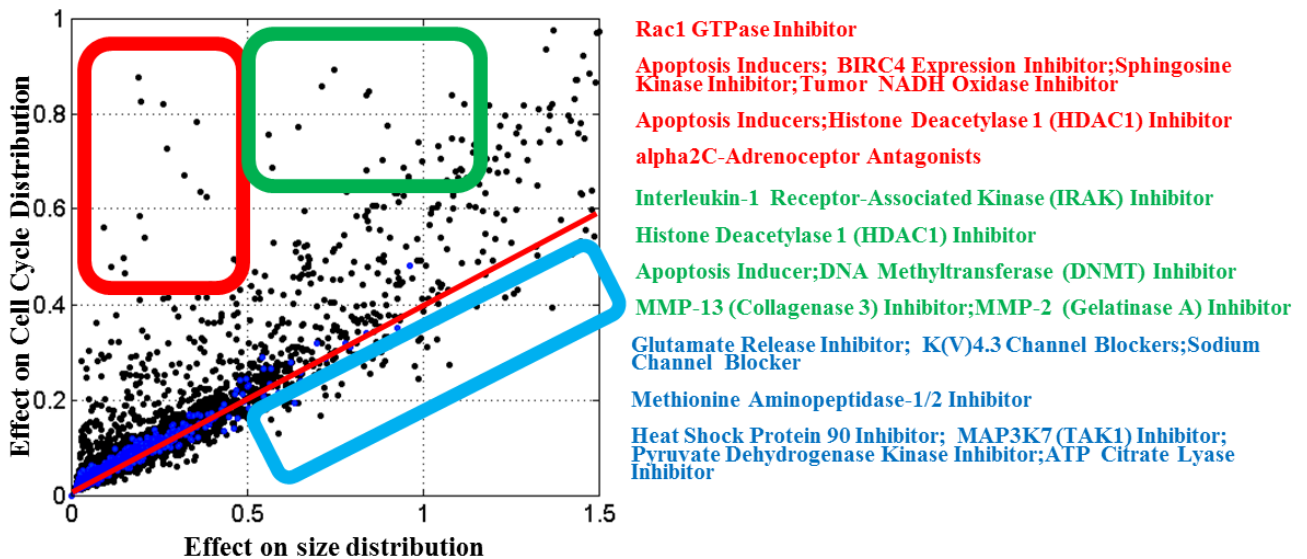 1
0.8
0.6
0.4
0.2
0
0
0.5
1
1.5
Effect on Cell Cycle Distribution
Effect on size distribution
Rac1 GTPase Inhibitor
Apoptosis Inducers; BIRC4 Expression Inhibitor;Sphingosine
Kinase Inhibitor;Tumor NADH Oxidase Inhibitor
Apoptosis Inducers;Histone Deacetylase 1 (HDAC1) Inhibitor
alpha2C-Adrenoceptor Antagonists
Interleukin-1 Receptor-Associated Kinase (IRAK) Inhibitor
Histone Deacetylase 1 (HDAC1) Inhibitor
Apoptosis Inducer;DNA Methyltransferase (DNMT) Inhibitor
MMP-13 (Collagenase 3) Inhibitor;MMP-2 (Gelatinase A) Inhibitor
Glutamate Release Inhibitor; K(V)4.3 Channel Blockers;Sodium
Channel Blocker
Methionine Aminopeptidase-1/2 Inhibitor
Heat Shock Protein 90 Inhibitor; MAP3K7 (TAK1) Inhibitor;
Pyruvate Dehydrogenase Kinase Inhibitor;ATP Citrate Lyase
Inhibitor